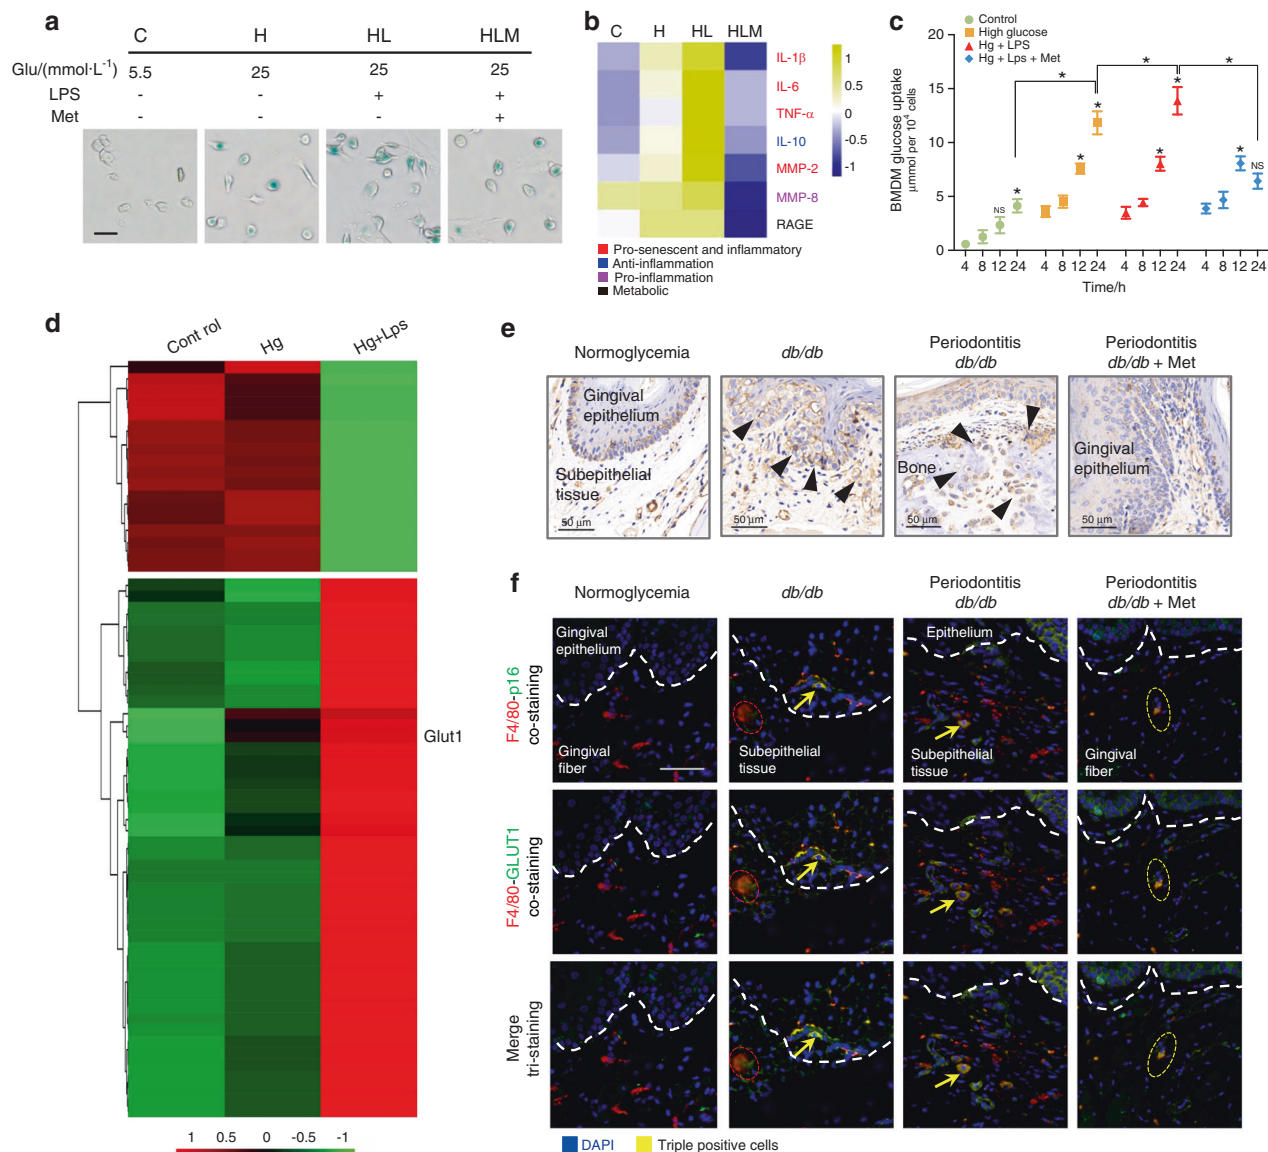 a
C H HL HLM
Glu/(mmol·L⁻¹) 5.5 25 25 25
LPS - - + +
Met - - - +
b
C H HL HLM
IL-1β
IL-6
TNF-α
IL-10
MMP-2
MMP-8
RAGE
1
0.5
0
-0.5
-1
Pro-senescent and inflammatory
Anti-inflammation
Pro-inflammation
Metabolic
c
Control
High glucose
Hg + LPS
Hg + Lps + Met
BMDM glucose uptake
μmmol per 10⁴ cells
20
15
10
5
0
* * *
NS * * * * * * NS
4 8 12 24 4 8 12 24 4 8 12 24 4 8 12 24
Time/h
d
Cont rol Hg Hg+Lps
Glut1
1 0.5 0 -0.5 -1
e
Normoglycemia
db/db
Periodontitis
db/db
Periodontitis
db/db + Met
Gingival
epithelium
Subepithelial
tissue
50 μm
50 μm
Bone
50 μm
Gingival
epithelium
50 μm
f
Normoglycemia
db/db
Periodontitis
db/db
Periodontitis
db/db + Met
F4/80-p16
co-staining
Gingival
epithelium
Gingival
fiber
Subepithelial
tissue
Epithelium
Subepithelial
tissue
Gingival
fiber
F4/80-GLUT1
co-staining
Merge
tri-staining
DAPI
Triple positive cells